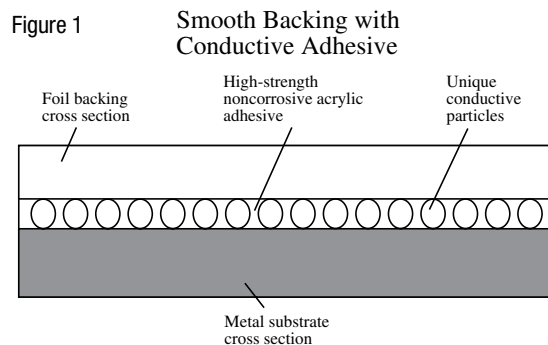 Figure 1
Smooth Backing with
Conductive Adhesive
Foil backing
cross section
High-strength
noncorrosive acrylic
adhesive
Unique
conductive
particles
Metal substrate
cross section